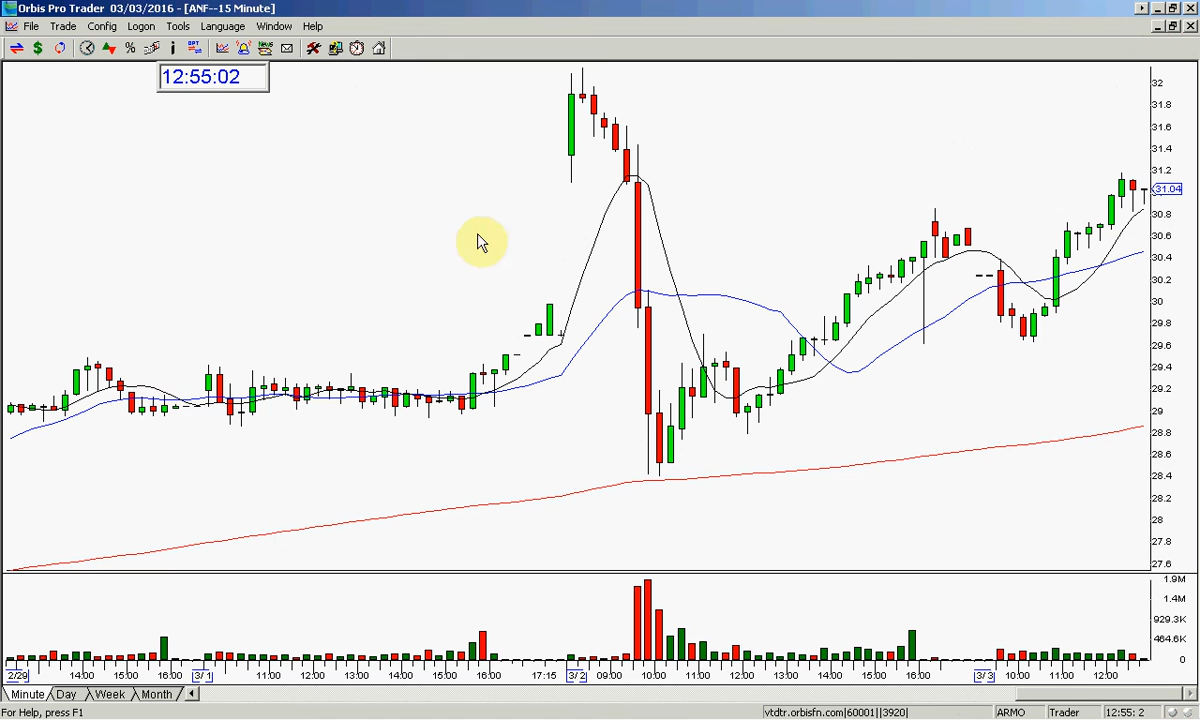 Orbis Pro Trader 03/03/2016 - [ANF--15 Minute]
File Trade Config Logon Tools Language Window Help
12:55:02
32
31.8
31.6
31.4
31.2
31.04
30.8
30.6
30.4
30.2
30
29.8
29.6
29.4
29.2
29
28.8
28.6
28.4
28.2
28
27.8
27.6
1.9M
1.4M
929.3K
464.6K
0
2/29 14:00 15:00 16:00 3/ 1 11:00 12:00 13:00 14:00 15:00 16:00 17:15 3/ 2 09:00 10:00 11:00 12:00 13:00 14:00 15:00 16:00 3/ 3 10:00 11:00 12:00
Minute Day Week Month
For Help, press F1 vtdtr.orbisfn.com|60001||3920| ARMO Trader 12:55: 2